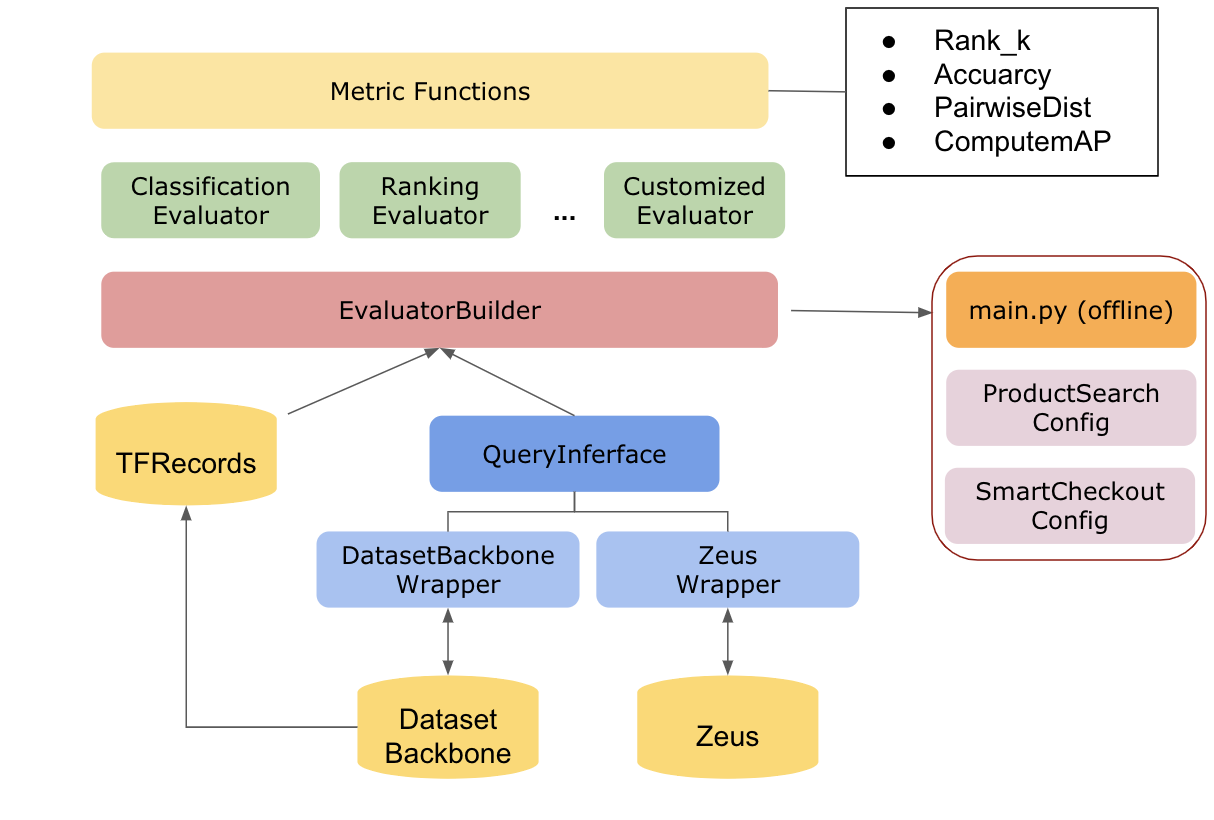 Metric Functions
● Rank_k
● Accuarcy
● PairwiseDist
● ComputemAP
Classification
Evaluator
Ranking
Evaluator
...
Customized
Evaluator
EvaluatorBuilder
main.py (offline)
ProductSearch
Config
SmartCheckout
Config
TFRecords
QueryInferface
DatasetBackbone
Wrapper
Zeus
Wrapper
Dataset
Backbone
Zeus